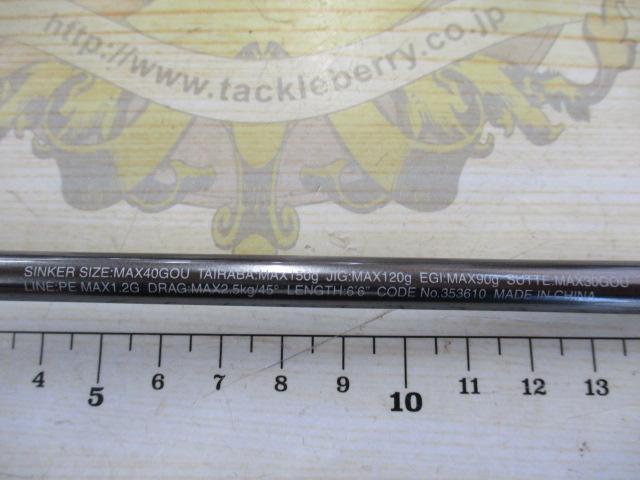 http://www.tackleberry.co.jp
SINKER SIZE:MAX40GOU TAIRABA:MAX150g JIG:MAX120g EGI:MAX90g SUTTE:MAX30GOU
LINE:PE MAX1.2G DRAG:MAX2.5kg/45° LENGTH:6'6" CODE No.353610 MADE IN CHINA
4 5 6 7 8 9 10 11 12 13